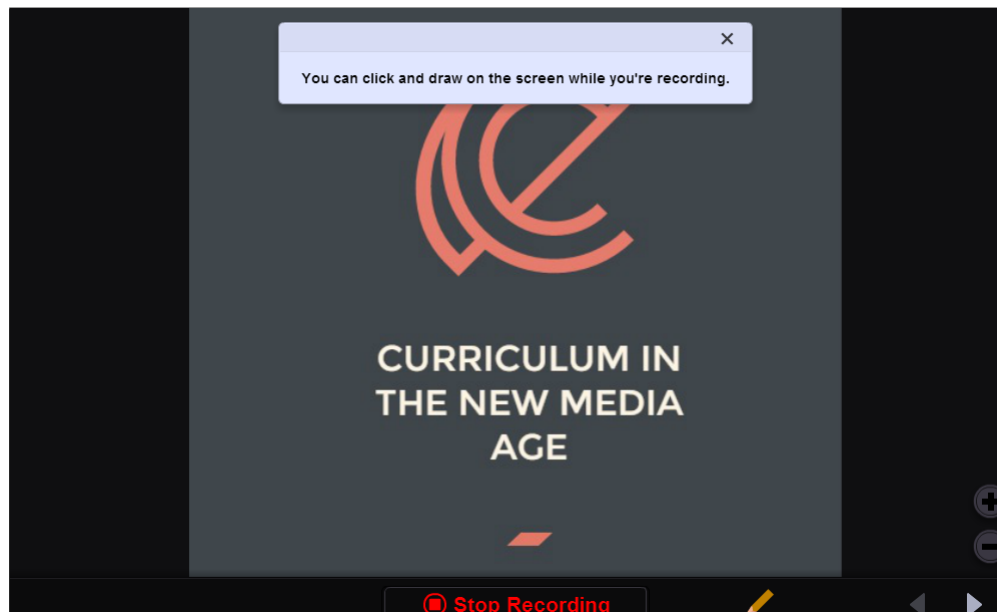 You can click and draw on the screen while you're recording.
CURRICULUM IN
THE NEW MEDIA
AGE
Stop Recording